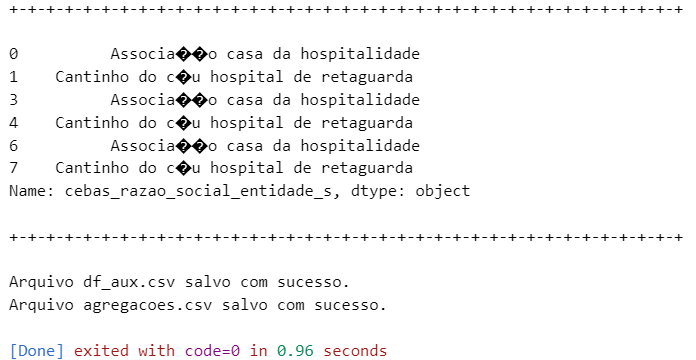 +-+-+-+-+-+-+-+-+-+-+-+-+-+-+-+-+-+-+-+-+-+-+-+-+-+-+-+-+-+-+-+-+-+-+-+-+
0          Associa��o casa da hospitalidade
1    Cantinho do c�u hospital de retaguarda
3          Associa��o casa da hospitalidade
4    Cantinho do c�u hospital de retaguarda
6          Associa��o casa da hospitalidade
7    Cantinho do c�u hospital de retaguarda
Name: cebas_razao_social_entidade_s, dtype: object
+-+-+-+-+-+-+-+-+-+-+-+-+-+-+-+-+-+-+-+-+-+-+-+-+-+-+-+-+-+-+-+-+-+-+-+-+
Arquivo df_aux.csv salvo com sucesso.
Arquivo agregacoes.csv salvo com sucesso.
[Done] exited with code=0 in 0.96 seconds